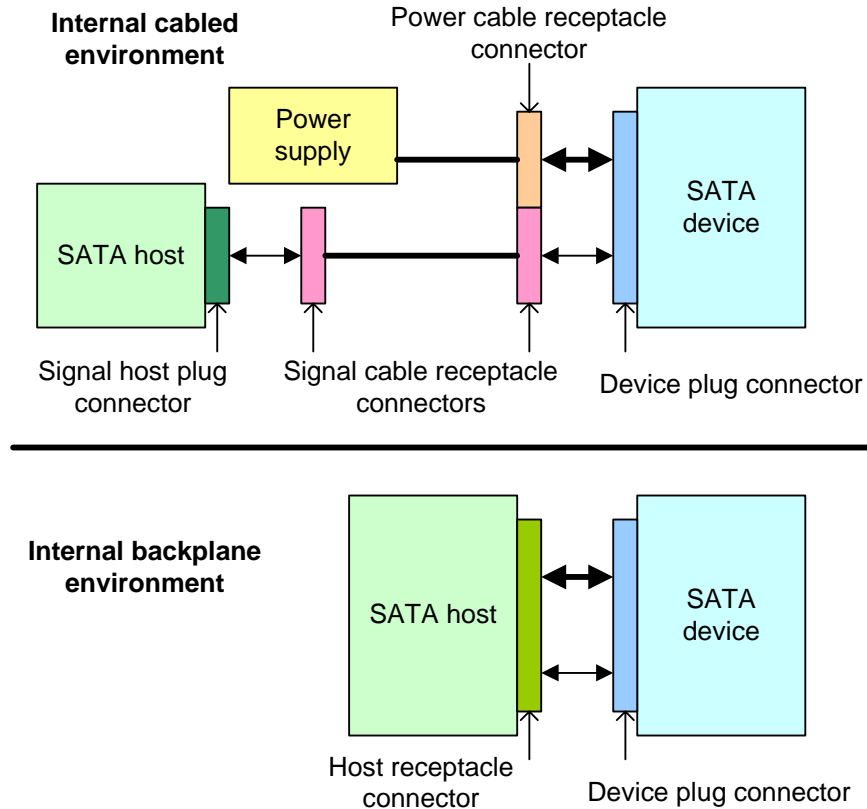 Internal cabled
environment
Power cable receptacle
connector
Power
supply
SATA
device
SATA host
Signal host plug
connector
Signal cable receptacle
connectors
Device plug connector
Internal backplane
environment
SATA host
SATA
device
Host receptacle
connector
Device plug connector